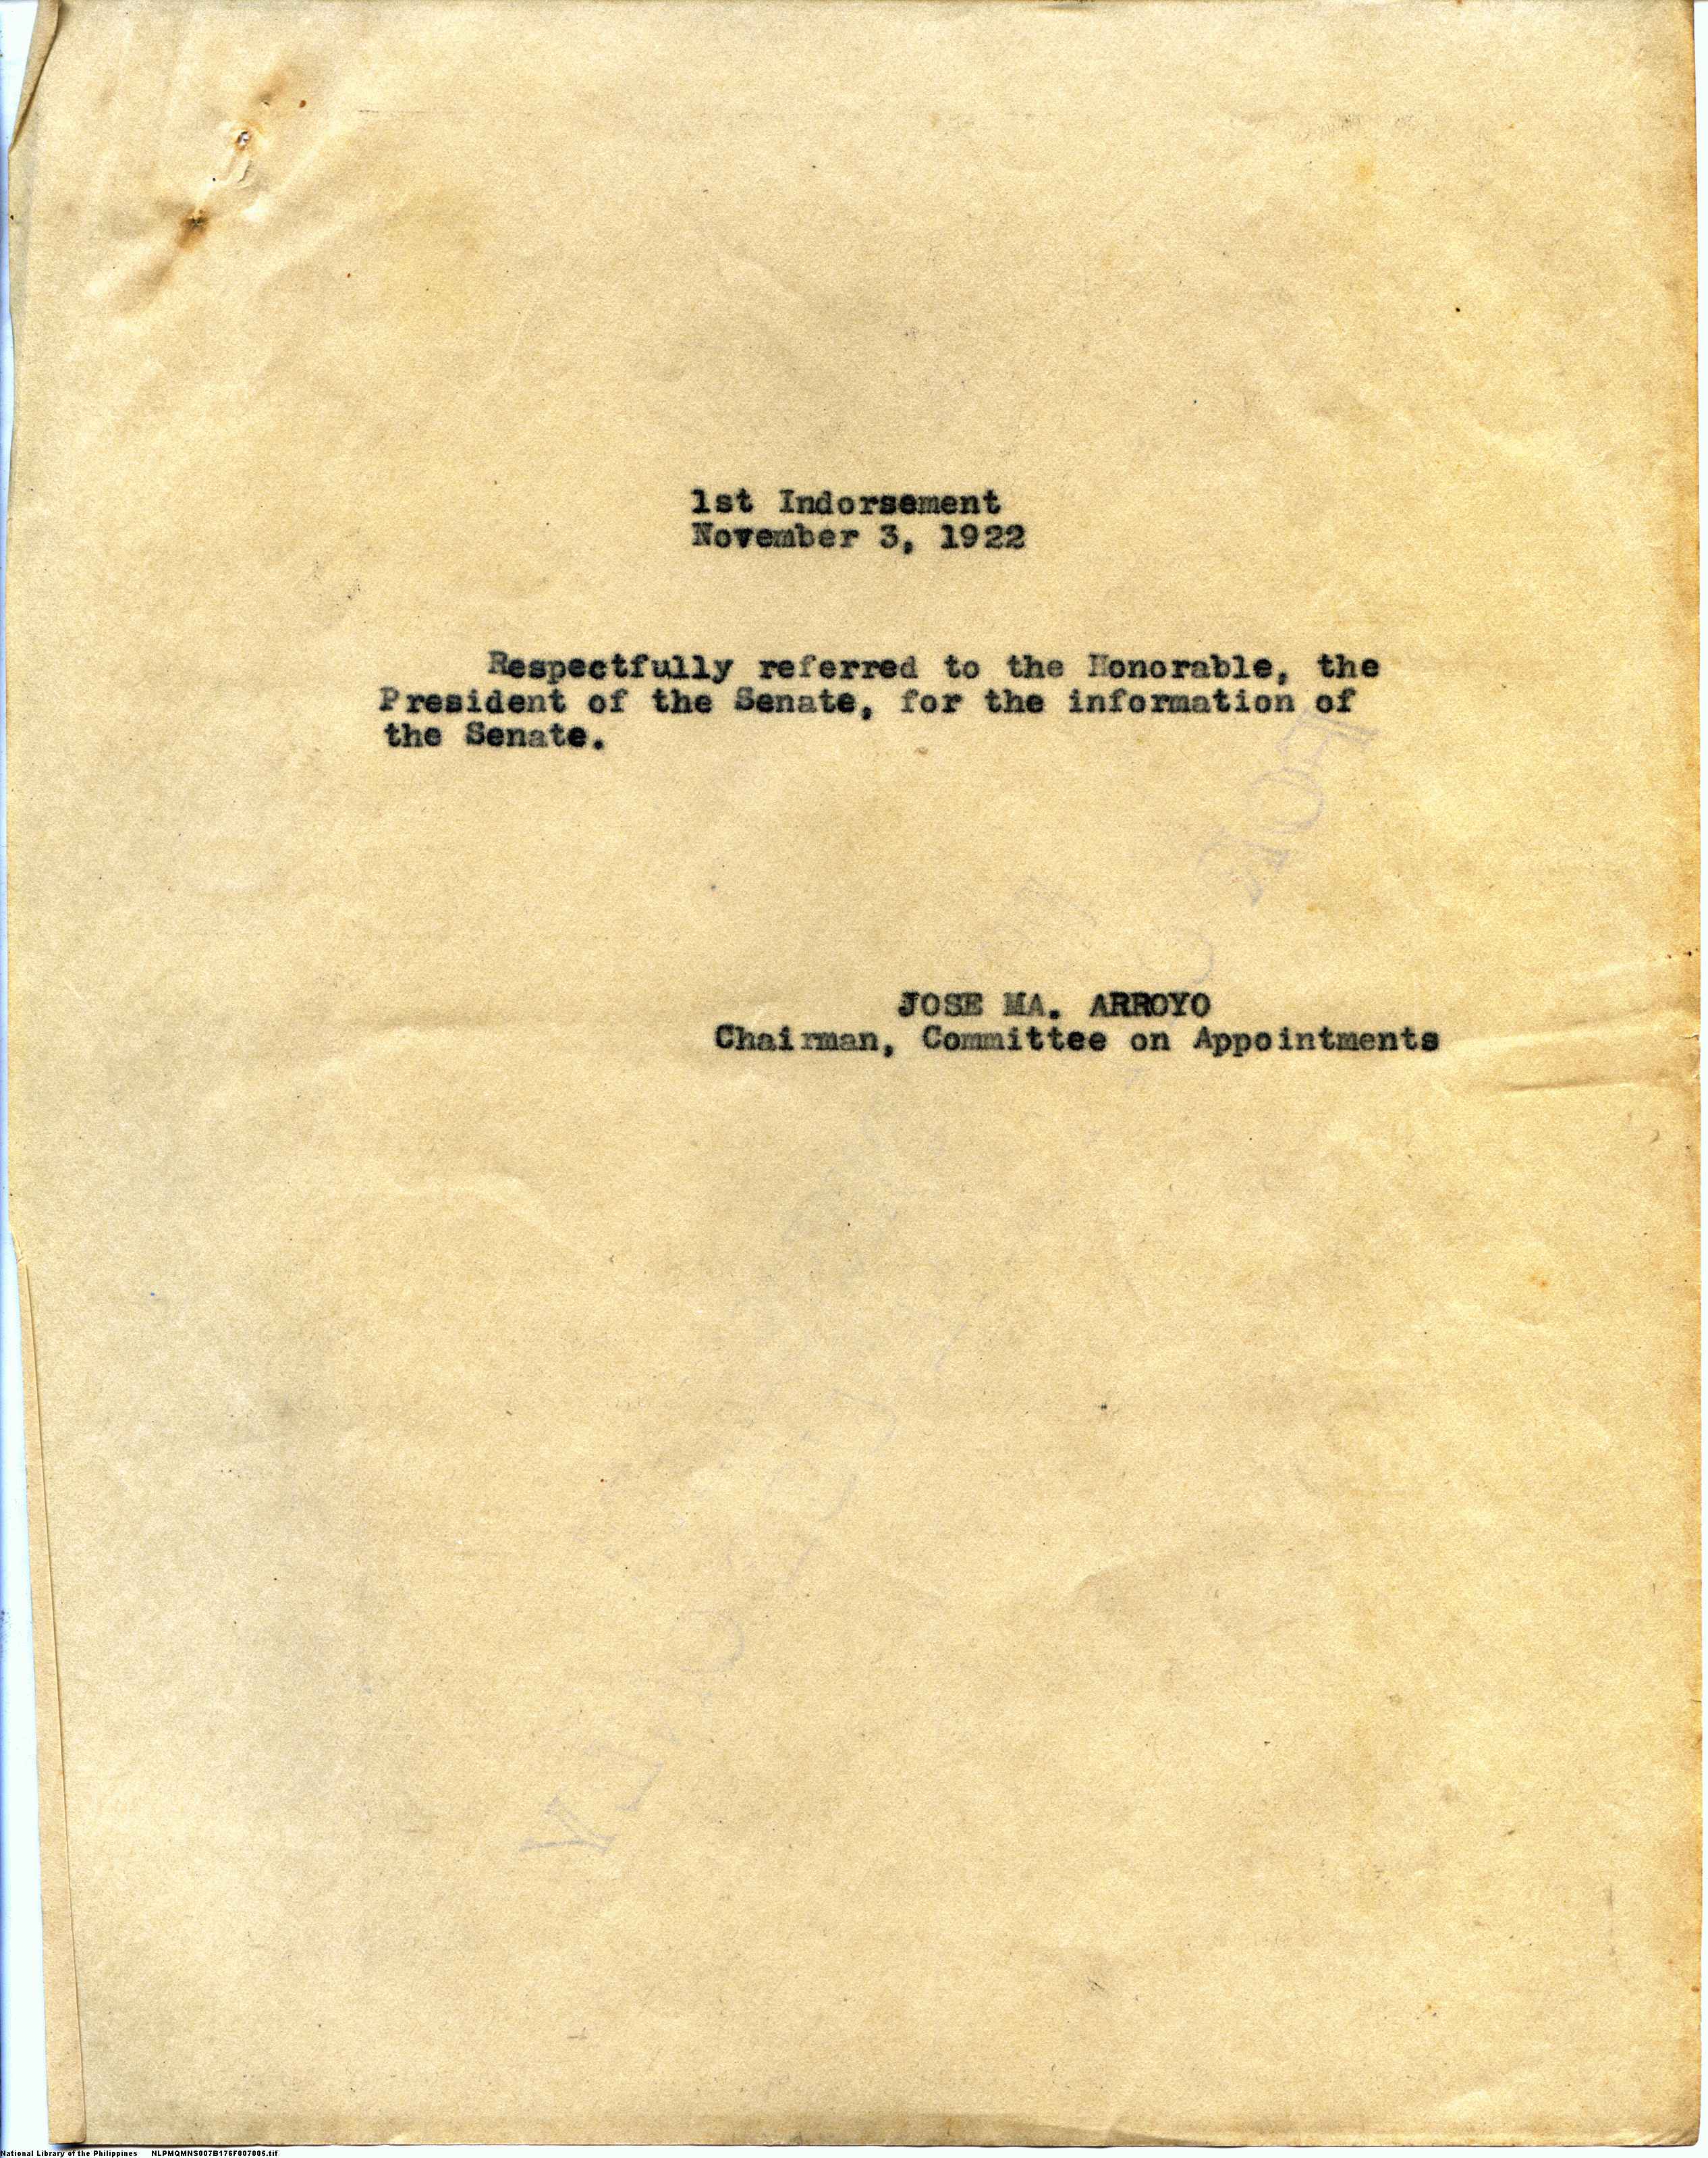 1st Indorsement
November 3, 1922
Respectfully referred to the Honorable, the
President of the Senate, for the information of
the Senate.
JOSE MA. ARROYO
Chairman, Committee on Appointments
National Library of the Philippines NLPMQMNS007B176F007005.tif